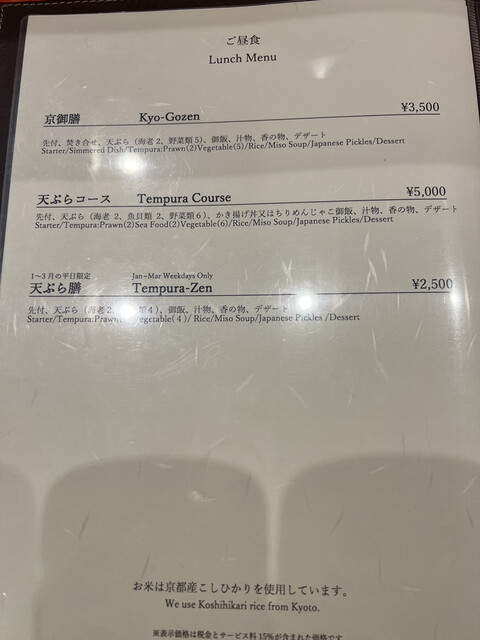 ご昼食
Lunch Menu
京御膳 Kyo-Gozen ¥3,500
先付、焚き合せ、天ぷら（海老 2、野菜類 5）、御飯、汁物、香の物、デザート
Starter/Simmered Dish/Tempura:Prawn(2)Vegetable(5)/Rice/Miso Soup/Japanese Pickles/Dessert
天ぷらコース Tempura Course ¥5,000
先付、天ぷら（海老 2、魚貝類 2、野菜類 6）、かき揚げ丼又はちりめんじゃこ御飯、汁物、香の物、デザート
Starter/Tempura:Prawn(2)Sea Food(2)Vegetable(6)/Rice/Miso Soup/Japanese Pickles/Dessert
1～3月の平日限定 Jan~Mar Weekdays Only
天ぷら膳 Tempura-Zen ¥2,500
先付、天ぷら（海老 2、 類 4）、御飯、汁物、香の物、デザート
Starter/Tempura:Prawn( Vegetable( 4 )/ Rice/Miso Soup/Japanese Pickles /Dessert
お米は京都産こしひかりを使用しています。
We use Koshihikari rice from Kyoto.
※表示価格は税金とサービス料 15%が含まれた価格です